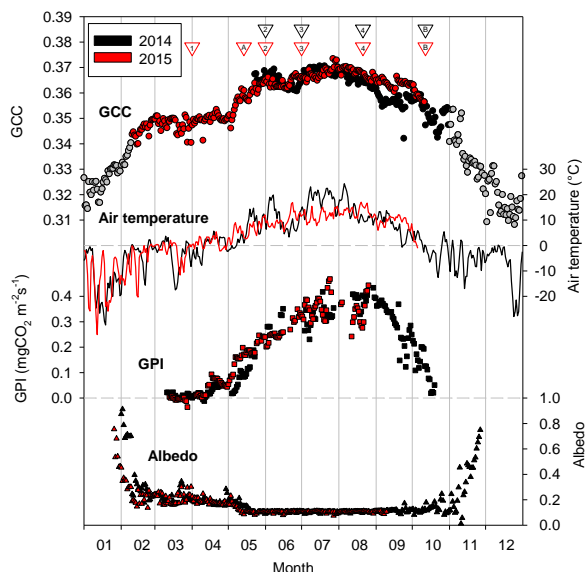 0.39
0.38
0.37
0.36
0.35
0.34
0.33
0.32
0.31
GCC
2014
2015
2 3 4 B
1 A 2 3 4 B
GCC
Air temperature
30
20
10
0
-10
-20
Air temperature (°C)
0.4
0.3
0.2
0.1
0.0
GPI (mgCO₂ m⁻²s⁻¹)
GPI
1.0
0.8
0.6
0.4
0.2
0.0
Albedo
Albedo
01 02 03 04 05 06 07 08 09 10 11 12
Month